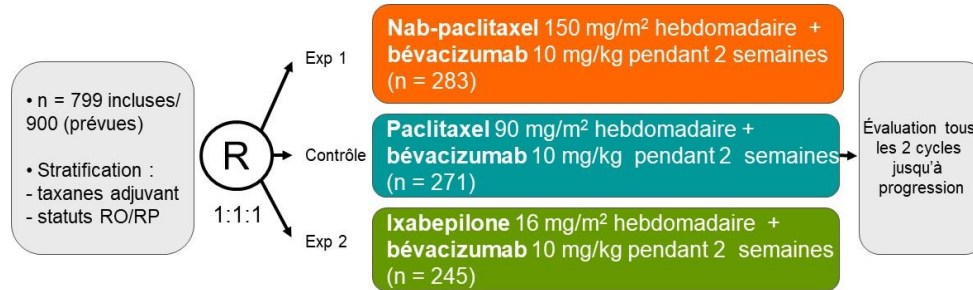 • n = 799 incluses/
900 (prévues)
• Stratification :
- taxanes adjuvant
- statuts RO/RP
R
1:1:1
Exp 1
Contrôle
Exp 2
Nab-paclitaxel 150 mg/m² hebdomadaire +
bévacizumab 10 mg/kg pendant 2 semaines
(n = 283)
Paclitaxel 90 mg/m² hebdomadaire +
bévacizumab 10 mg/kg pendant 2 semaines
(n = 271)
Ixabepilone 16 mg/m² hebdomadaire +
bévacizumab 10 mg/kg pendant 2 semaines
(n = 245)
Évaluation tous
les 2 cycles
jusqu'à
progression